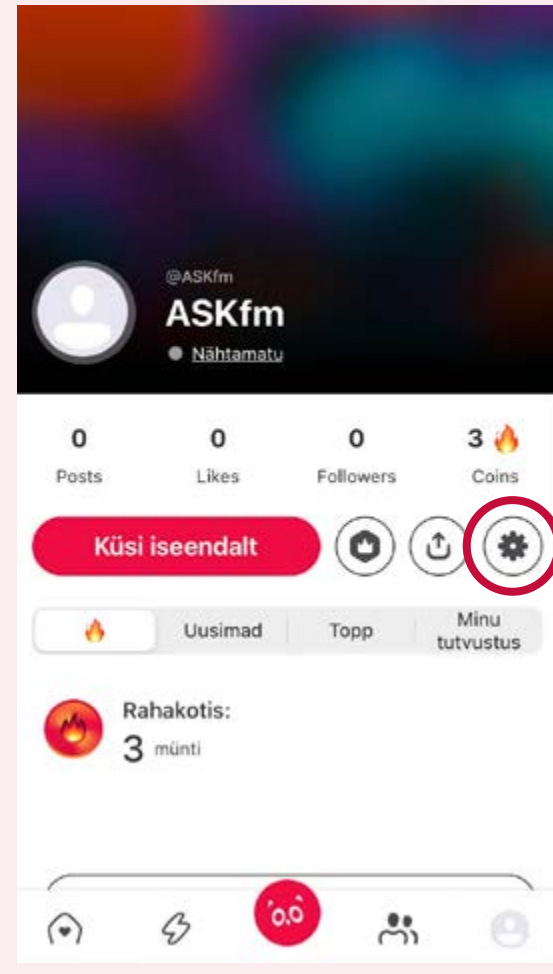 @ASKfm
ASKfm
Nähtamatu
0 0 0 3
Posts Likes Followers Coins
Küsi iseendalt
Uusimad Topp Minu tutvustus
Rahakotis:
3 münti